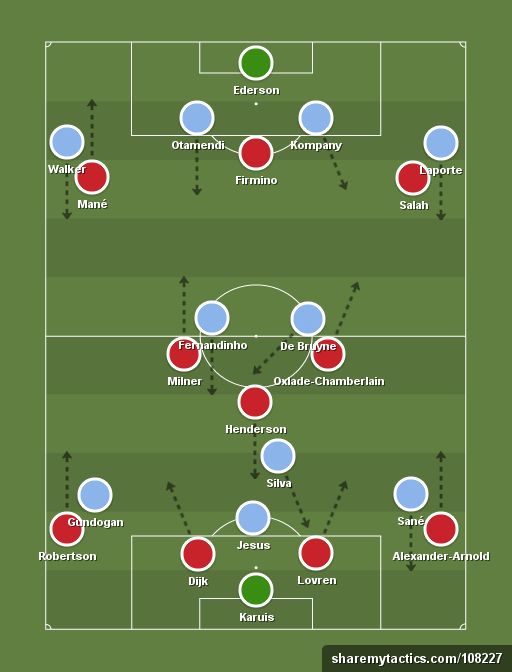 Ederson
Otamendi
Kompany
Walker
Firmino
Laporte
Mané
Salah
Fernandinho
De Bruyne
Milner
Oxlade-Chamberlain
Henderson
Silva
Gundogan
Sané
Jesus
Robertson
Alexander-Arnold
Dijk
Lovren
Karuis
sharemytactics.com/108227